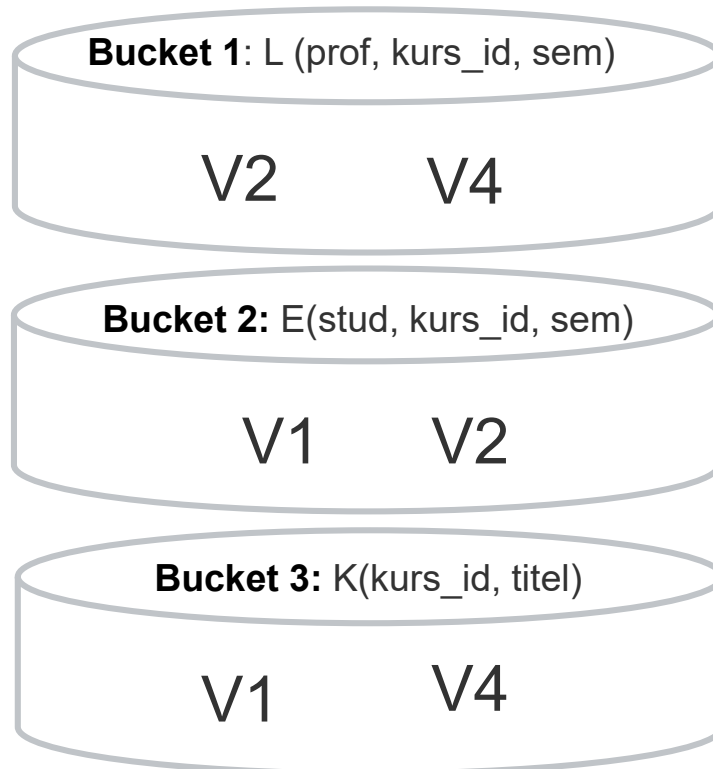 Bucket 1: L (prof, kurs_id, sem)
V2 V4
Bucket 2: E(stud, kurs_id, sem)
V1 V2
Bucket 3: K(kurs_id, titel)
V1 V4